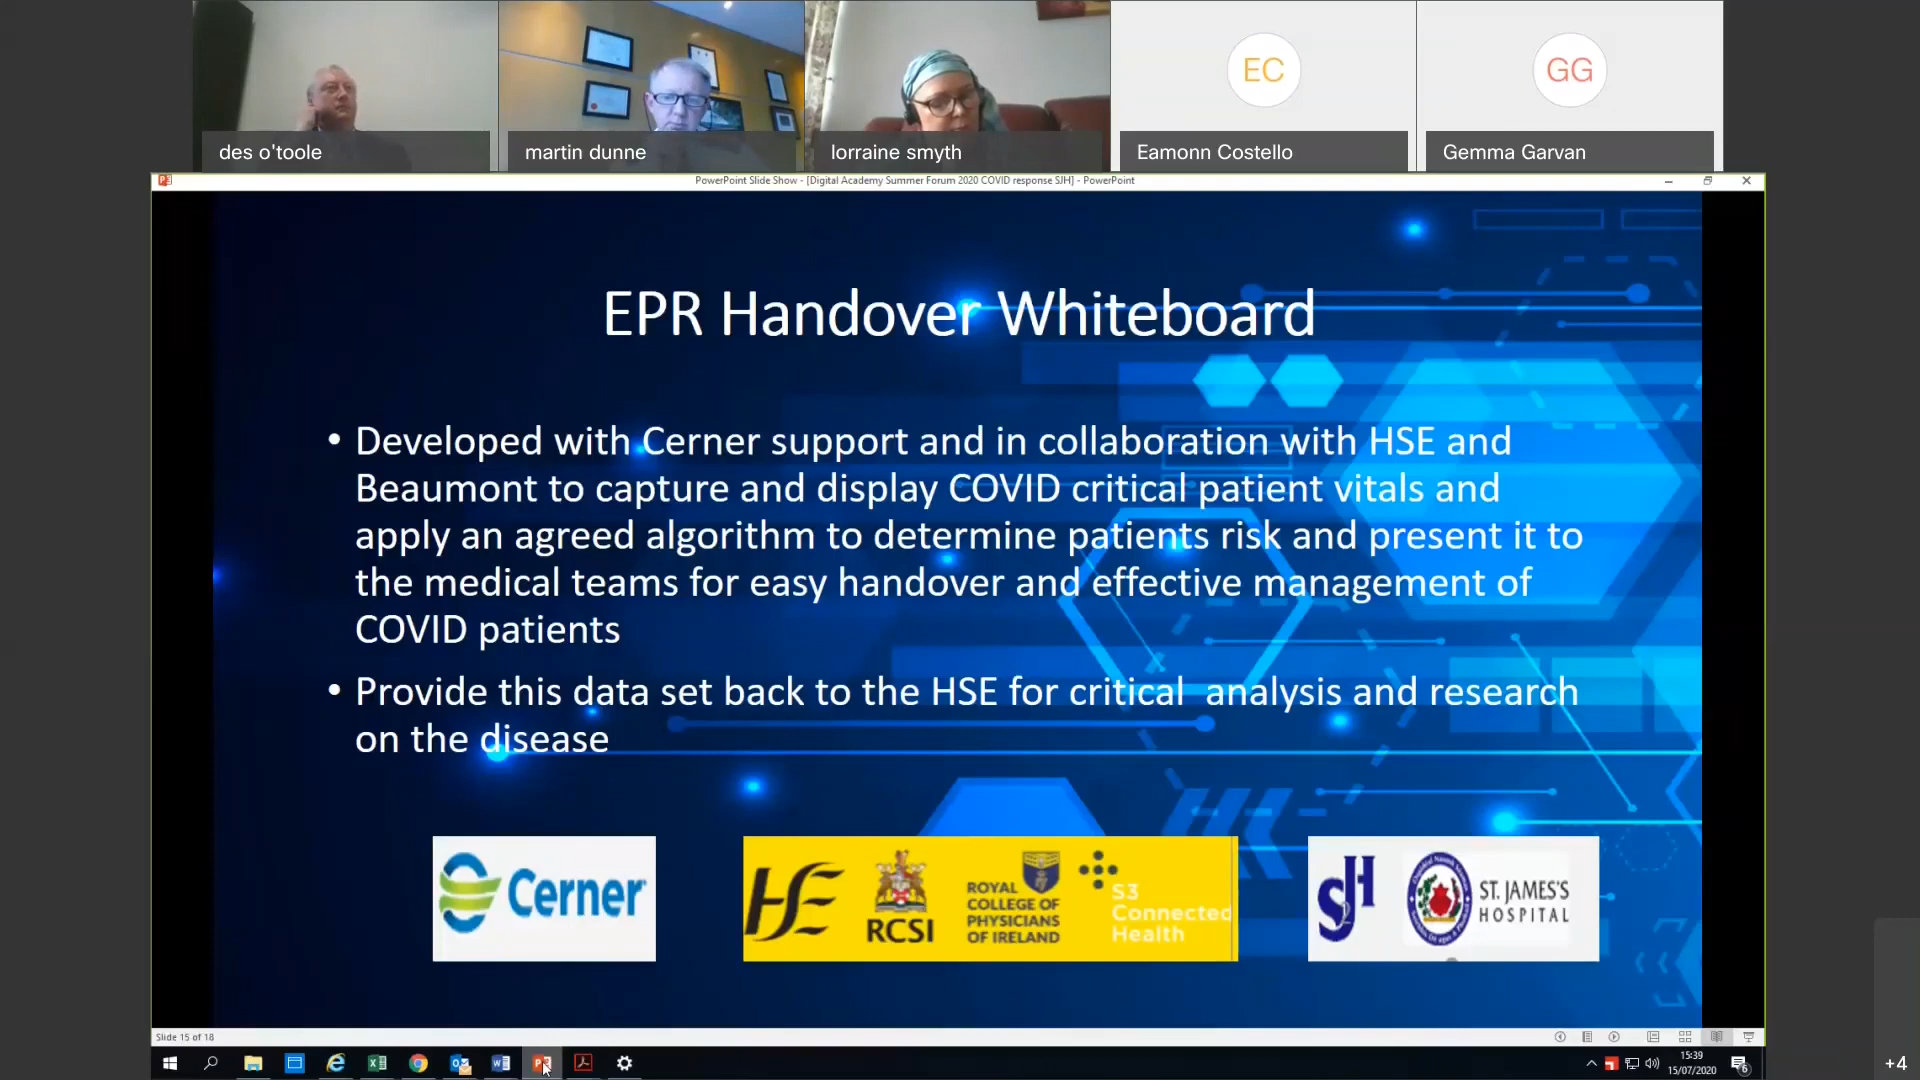 des o'toole
martin dunne
lorraine smyth
EC
Eamonn Costello
GG
Gemma Garvan
PowerPoint Slide Show - [Digital Academy Summer Forum 2020 COVID response SJH] - PowerPoint
EPR Handover Whiteboard
• Developed with Cerner support and in collaboration with HSE and
Beaumont to capture and display COVID critical patient vitals and
apply an agreed algorithm to determine patients risk and present it to
the medical teams for easy handover and effective management of
COVID patients
• Provide this data set back to the HSE for critical  analysis and research
on the disease
Cerner
HE
RCSI
ROYAL
COLLEGE OF
PHYSICIANS
OF IRELAND
S3
Connected
Health
SJH
ST. JAMES'S
HOSPITAL
Slide 15 of 18
15:39
15/07/2020
6
+4